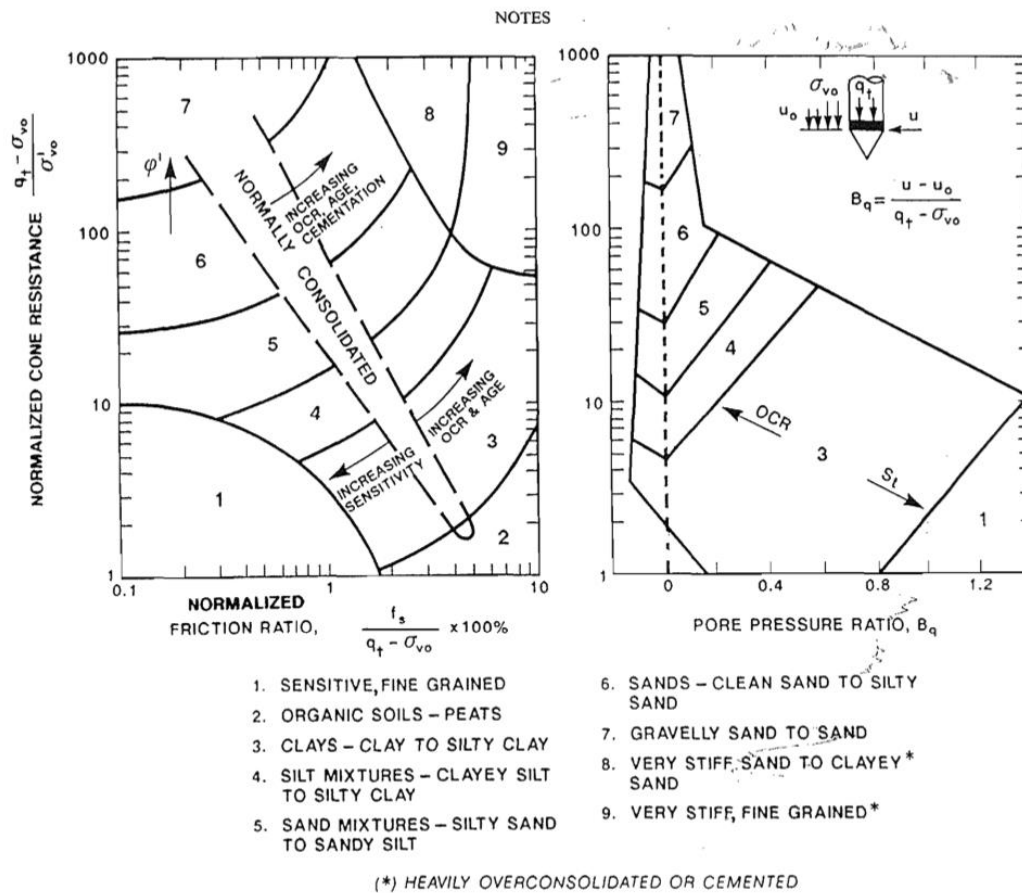 NOTES
1000
100
10
1
0.1
1
10
NORMALIZED CONE RESISTANCE
q_t - σ_vo
σ'_vo
7
φ'
6
5
4
1
8
9
3
2
NORMALLY CONSOLIDATED
INCREASING
OCR, AGE,
CEMENTATION
INCREASING
OCR & AGE
INCREASING
SENSITIVITY
NORMALIZED
FRICTION RATIO, f_s / q_t - σ_vo x100%
1000
100
10
1
0
0.4
0.8
1.2
7
6
5
4
3
1
OCR
S_t
σ_vo
q_t
u_o
u
B_q = u - u_o / q_t - σ_vo
PORE PRESSURE RATIO, B_q
1. SENSITIVE, FINE GRAINED
2. ORGANIC SOILS – PEATS
3. CLAYS – CLAY TO SILTY CLAY
4. SILT MIXTURES – CLAYEY SILT
TO SILTY CLAY
5. SAND MIXTURES – SILTY SAND
TO SANDY SILT
6. SANDS – CLEAN SAND TO SILTY
SAND
7. GRAVELLY SAND TO SAND
8. VERY STIFF SAND TO CLAYEY*
SAND
9. VERY STIFF, FINE GRAINED*
(*) HEAVILY OVERCONSOLIDATED OR CEMENTED